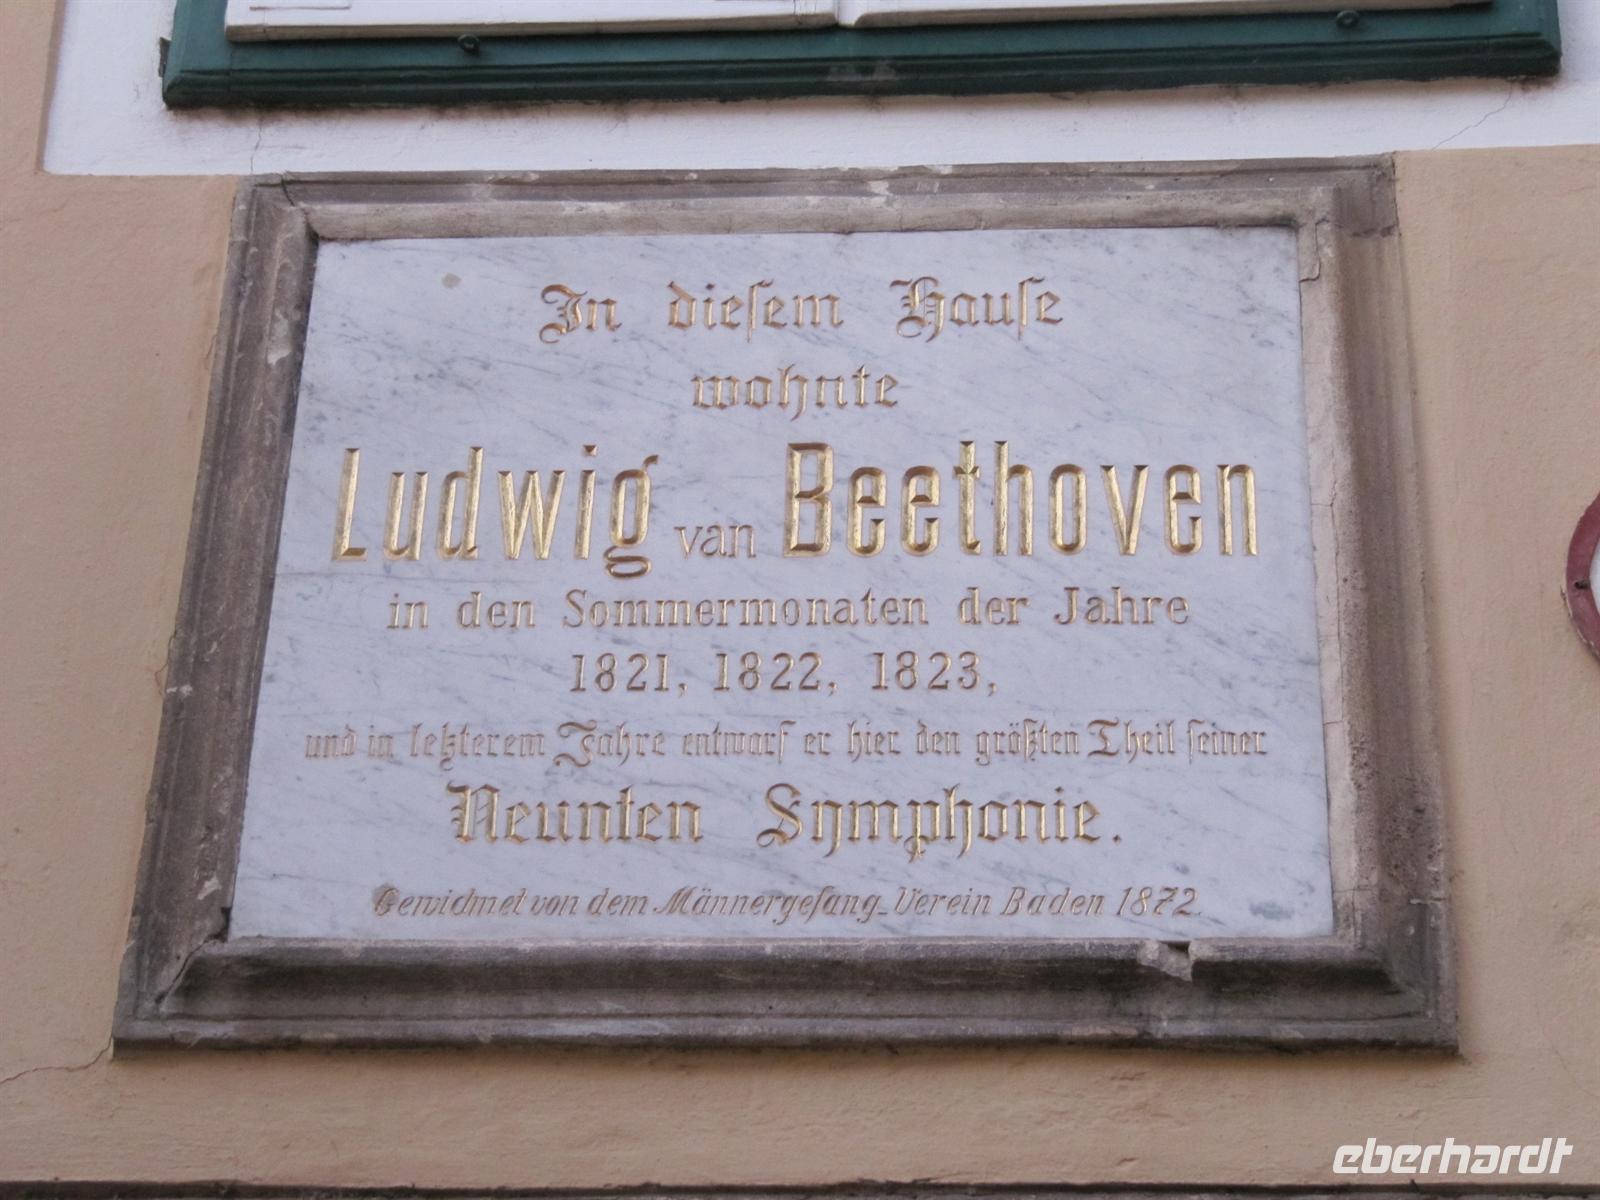 In dieſem Hauſe
wohnte
Ludwig van Beethoven
in den Sommermonaten der Jahre
1821, 1822, 1823,
und in letzterem Jahre entwarf er hier den größten Theil ſeiner
Neunten Symphonie.
Gewidmet von dem Männergeſang-Verein Baden 1872.
eberhardt